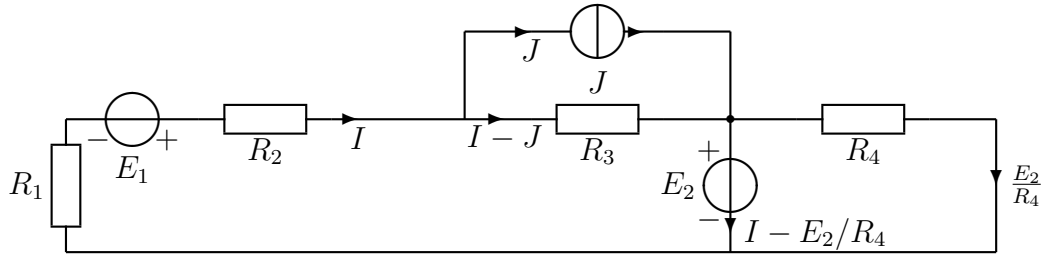 J
J
− + I I − J +
E₁ R₂ R₃ R₄
R₁ E₂ E₂/R₄
−
I − E₂/R₄